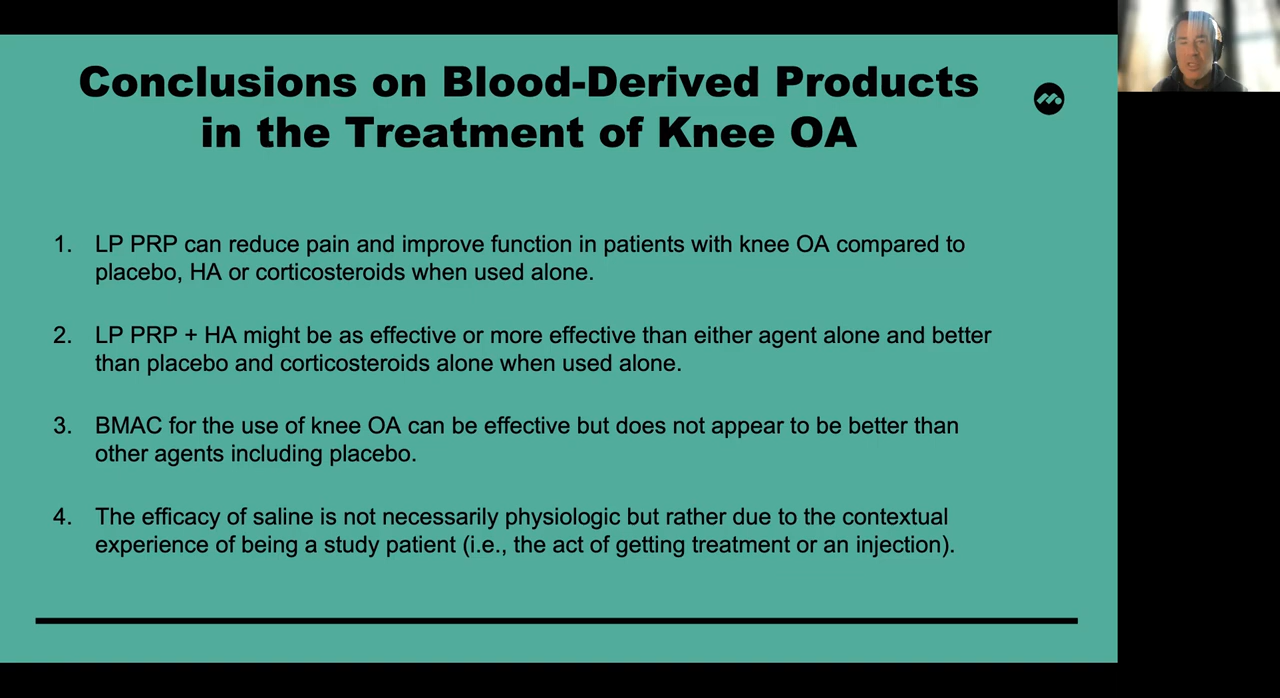 Conclusions on Blood-Derived Products
in the Treatment of Knee OA
1. LP PRP can reduce pain and improve function in patients with knee OA compared to
placebo, HA or corticosteroids when used alone.
2. LP PRP + HA might be as effective or more effective than either agent alone and better
than placebo and corticosteroids alone when used alone.
3. BMAC for the use of knee OA can be effective but does not appear to be better than
other agents including placebo.
4. The efficacy of saline is not necessarily physiologic but rather due to the contextual
experience of being a study patient (i.e., the act of getting treatment or an injection).